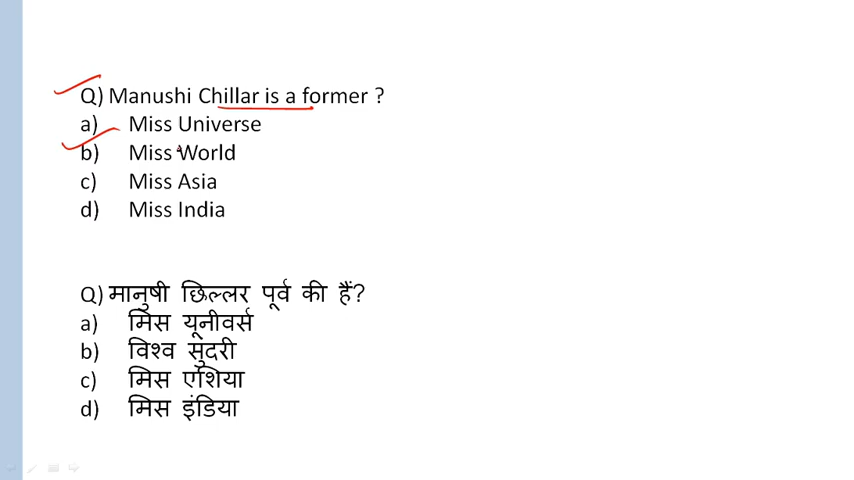 Q) Manushi Chillar is a former ?
a) Miss Universe
b) Miss World
c) Miss Asia
d) Miss India
Q) मानुषी छिल्लर पूर्व की हैं?
a) मिस यूनीवर्स
b) विश्व सुंदरी
c) मिस एशिया
d) मिस इंडिया